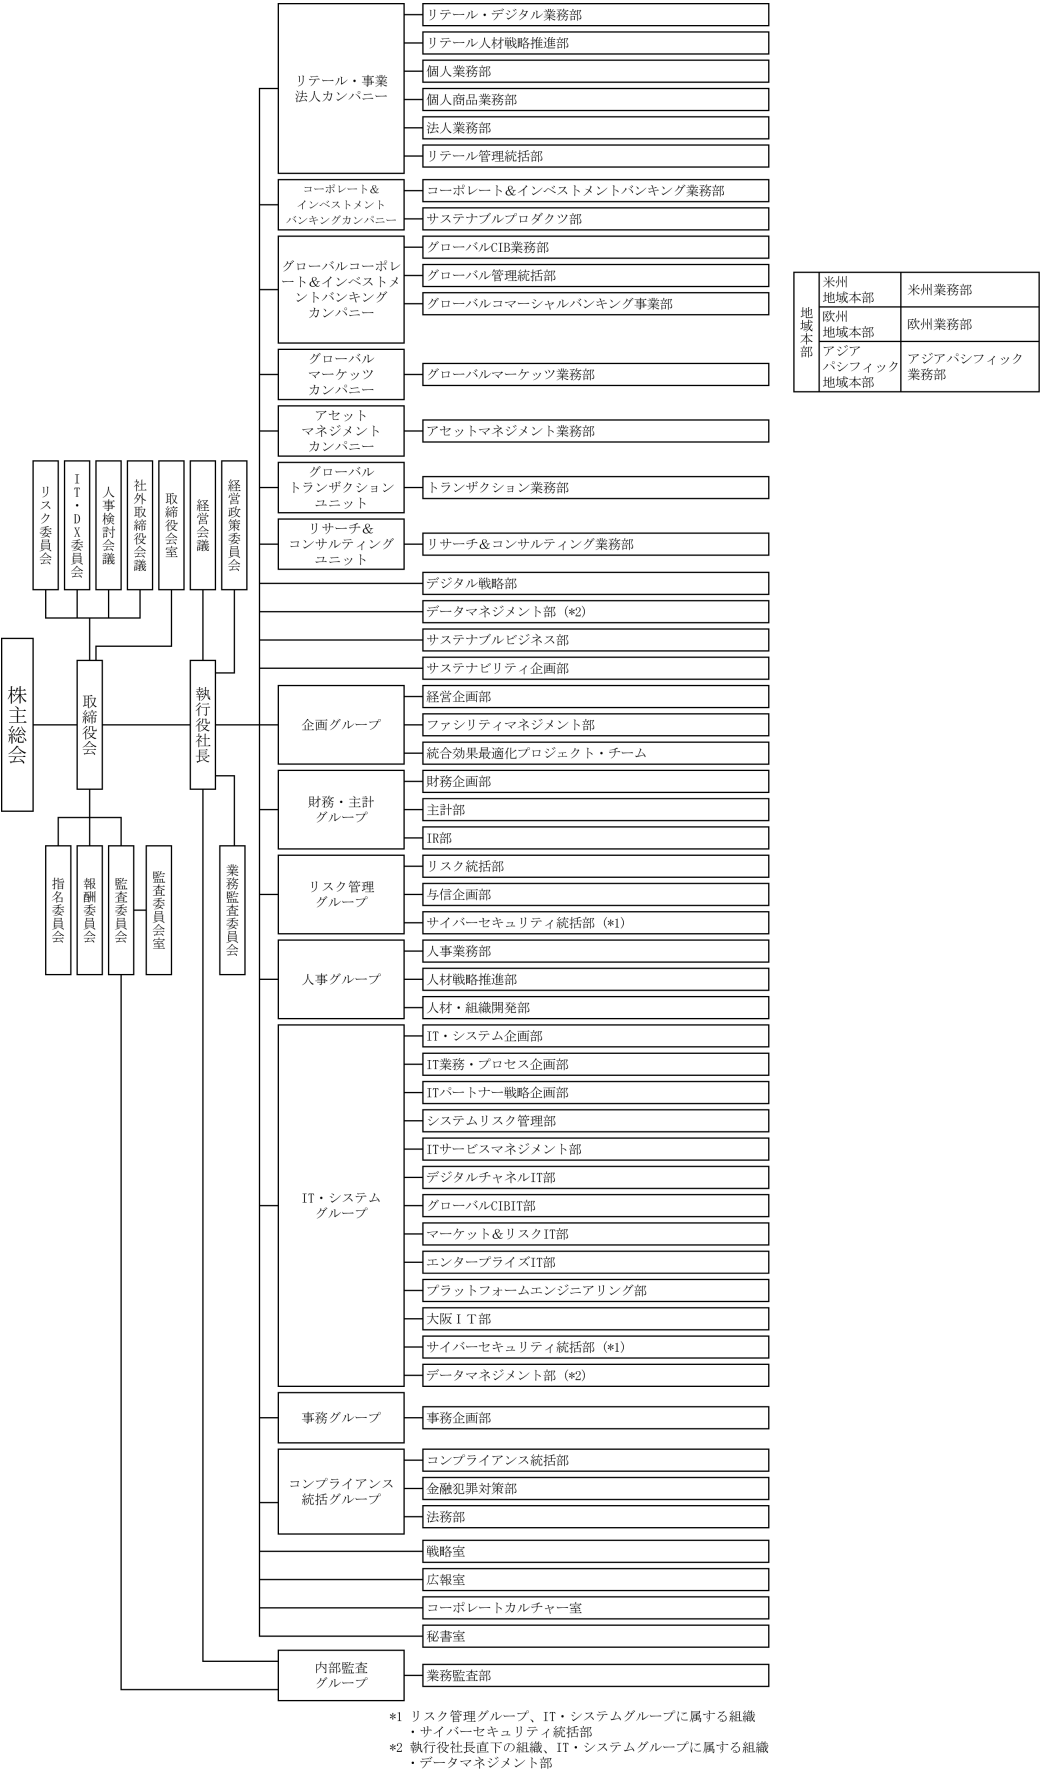 株主総会
リスク委員会
IT・DX委員会
人事検討会議
社外取締役会議
取締役会室
経営会議
経営政策委員会
取締役会
執行役社長
指名委員会
報酬委員会
監査委員会
監査委員会室
業務監査委員会
リテール・事業
法人カンパニー
リテール・デジタル業務部
リテール人材戦略推進部
個人業務部
個人商品業務部
法人業務部
リテール管理統括部
コーポレート&
インベストメント
バンキングカンパニー
コーポレート&インベストメントバンキング業務部
サステナブルプロダクツ部
グローバルコーポレ
ート&インベストメ
ントバンキング
カンパニー
グローバルCIB業務部
グローバル管理統括部
グローバルコマーシャルバンキング事業部
グローバル
マーケッツ
カンパニー
グローバルマーケッツ業務部
アセット
マネジメント
カンパニー
アセットマネジメント業務部
グローバル
トランザクション
ユニット
トランザクション業務部
リサーチ&
コンサルティング
ユニット
リサーチ&コンサルティング業務部
デジタル戦略部
データマネジメント部（*2）
サステナブルビジネス部
サステナビリティ企画部
企画グループ
経営企画部
ファシリティマネジメント部
統合効果最適化プロジェクト・チーム
財務・主計
グループ
財務企画部
主計部
IR部
リスク管理
グループ
リスク統括部
与信企画部
サイバーセキュリティ統括部（*1）
人事グループ
人事業務部
人材戦略推進部
人材・組織開発部
IT・システム
グループ
IT・システム企画部
IT業務・プロセス企画部
ITパートナー戦略企画部
システムリスク管理部
ITサービスマネジメント部
デジタルチャネルIT部
グローバルCIBIT部
マーケット&リスクIT部
エンタープライズIT部
プラットフォームエンジニアリング部
大阪ＩＴ部
サイバーセキュリティ統括部（*1）
データマネジメント部（*2）
事務グループ
事務企画部
コンプライアンス
統括グループ
コンプライアンス統括部
金融犯罪対策部
法務部
戦略室
広報室
コーポレートカルチャー室
秘書室
内部監査
グループ
業務監査部
地域本部
米州
地域本部
米州業務部
欧州
地域本部
欧州業務部
アジア
パシフィック
地域本部
アジアパシフィック
業務部
*1 リスク管理グループ、IT・システムグループに属する組織
・サイバーセキュリティ統括部
*2 執行役社長直下の組織、IT・システムグループに属する組織
・データマネジメント部